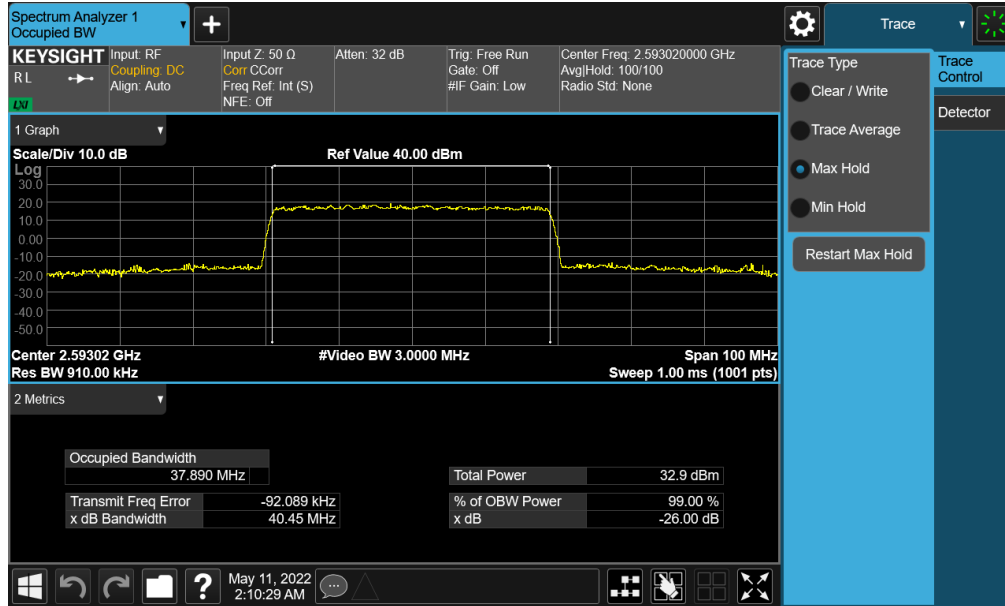 Spectrum Analyzer 1
Occupied BW
+
Trace
KEYSIGHT
R L
LXI
Input: RF
Coupling: DC
Align: Auto
Input Z: 50 Ω
Corr CCorr
Freq Ref: Int (S)
NFE: Off
Atten: 32 dB
Trig: Free Run
Gate: Off
#IF Gain: Low
Center Freq: 2.593020000 GHz
Avg|Hold: 100/100
Radio Std: None
Trace Type
Clear / Write
Trace Average
Max Hold
Min Hold
Restart Max Hold
Trace
Control
Detector
1 Graph
Scale/Div 10.0 dB
Ref Value 40.00 dBm
Log
30.0
20.0
10.0
0.00
-10.0
-20.0
-30.0
-40.0
-50.0
Center 2.59302 GHz
#Video BW 3.0000 MHz
Span 100 MHz
Res BW 910.00 kHz
Sweep 1.00 ms (1001 pts)
2 Metrics
Occupied Bandwidth
37.890 MHz
Total Power 32.9 dBm
Transmit Freq Error -92.089 kHz
% of OBW Power 99.00 %
x dB Bandwidth 40.45 MHz
x dB -26.00 dB
?
May 11, 2022
2:10:29 AM